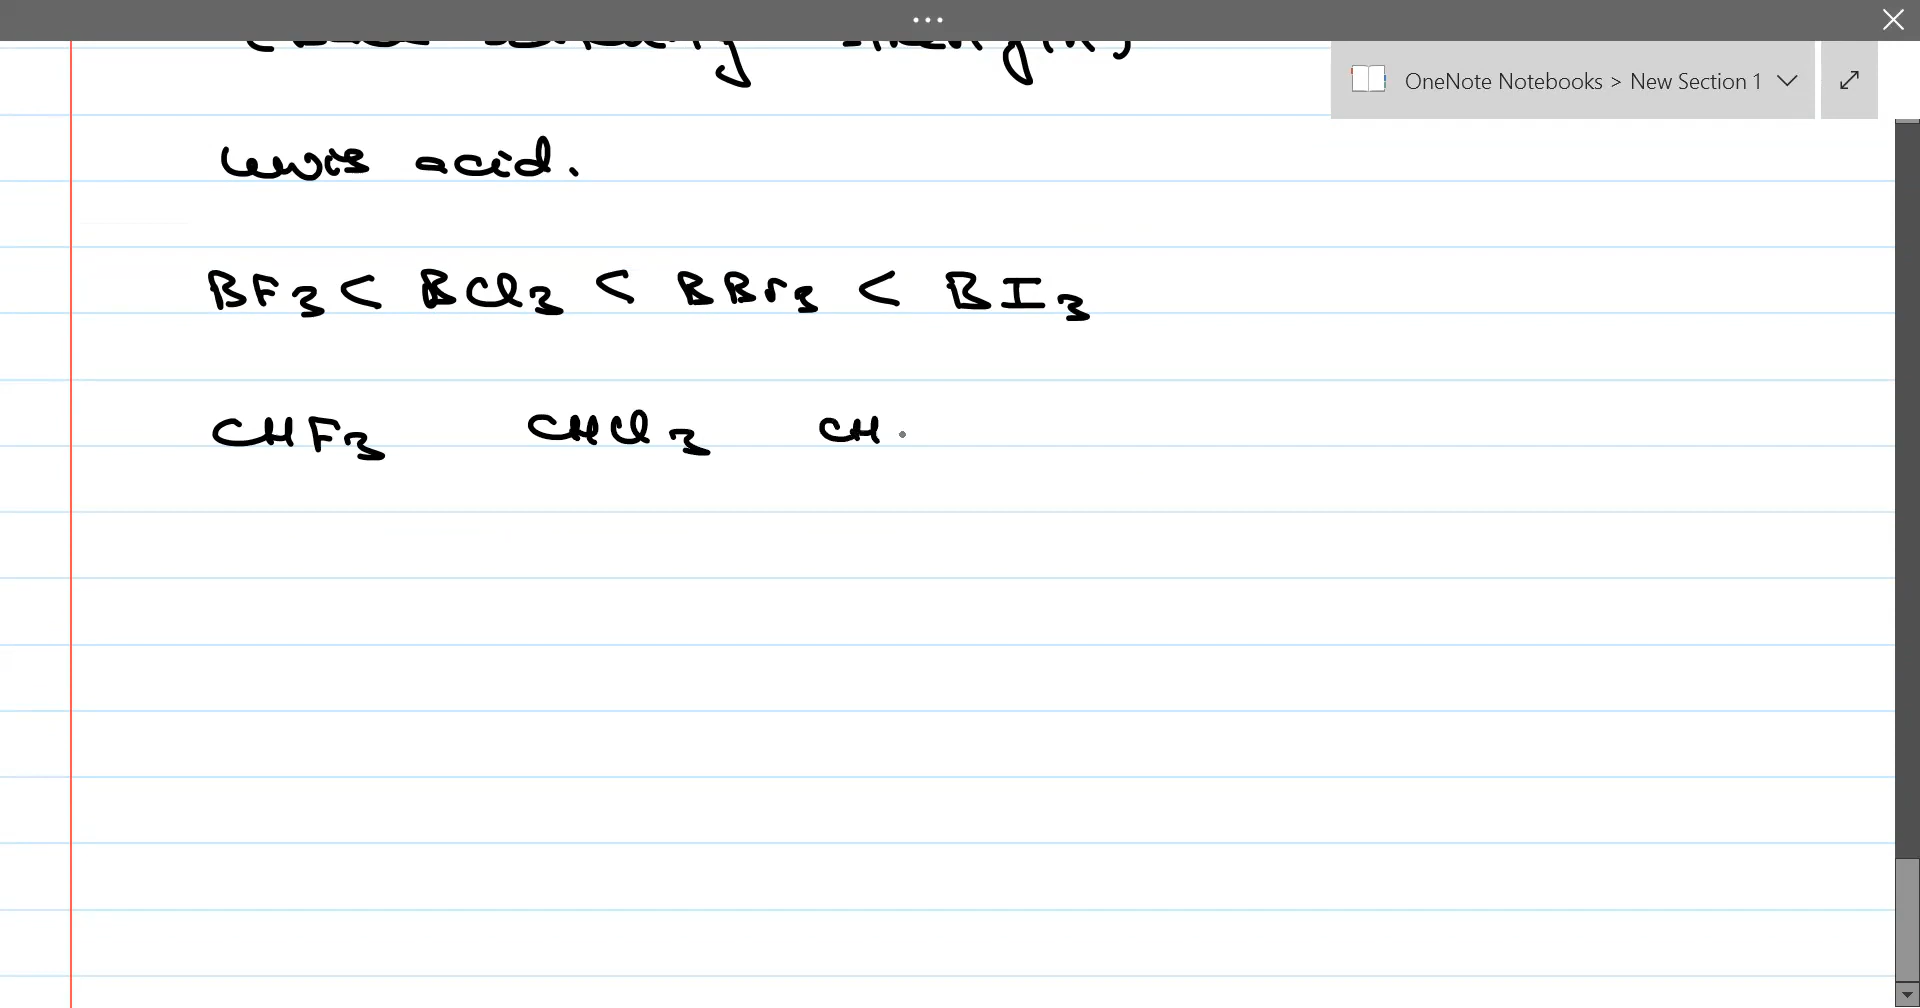 ...
OneNote Notebooks > New Section 1
Lewis acid.
BF3 < BCl3 < BBr3 < BI3
CHF3 CHCl3 CH